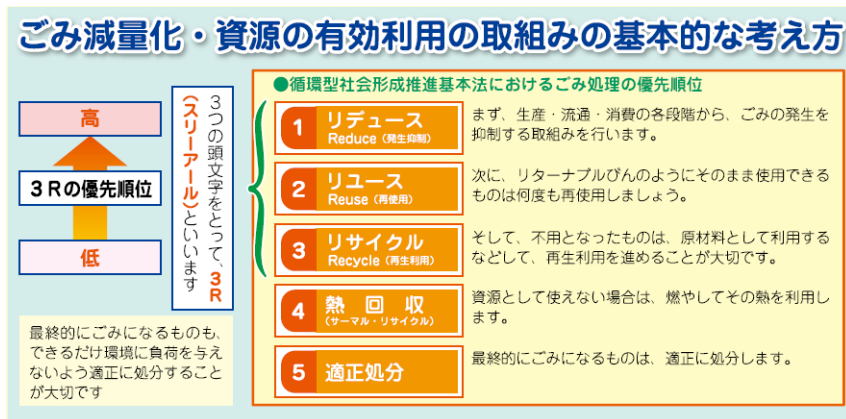 ごみ減量化・資源の有効利用の取組みの基本的な考え方
高
3Rの優先順位
低
3つの頭文字をとって、3R
(スリーアール)といいます
最終的にごみになるものも、
できるだけ環境に負荷を与え
ないよう適正に処分すること
が大切です
●循環型社会形成推進基本法におけるごみ処理の優先順位
1
リデュース
Reduce(発生抑制)
まず、生産・流通・消費の各段階から、ごみの発生を
抑制する取組みを行います。
2
リユース
Reuse(再使用)
次に、リターナブルびんのようにそのまま使用できる
ものは何度も再使用しましょう。
3
リサイクル
Recycle(再生利用)
そして、不用となったものは、原材料として利用する
などして、再生利用を進めることが大切です。
4
熱回収
(サーマル・リサイクル)
資源として使えない場合は、燃やしてその熱を利用し
ます。
5
適正処分
最終的にごみになるものは、適正に処分します。